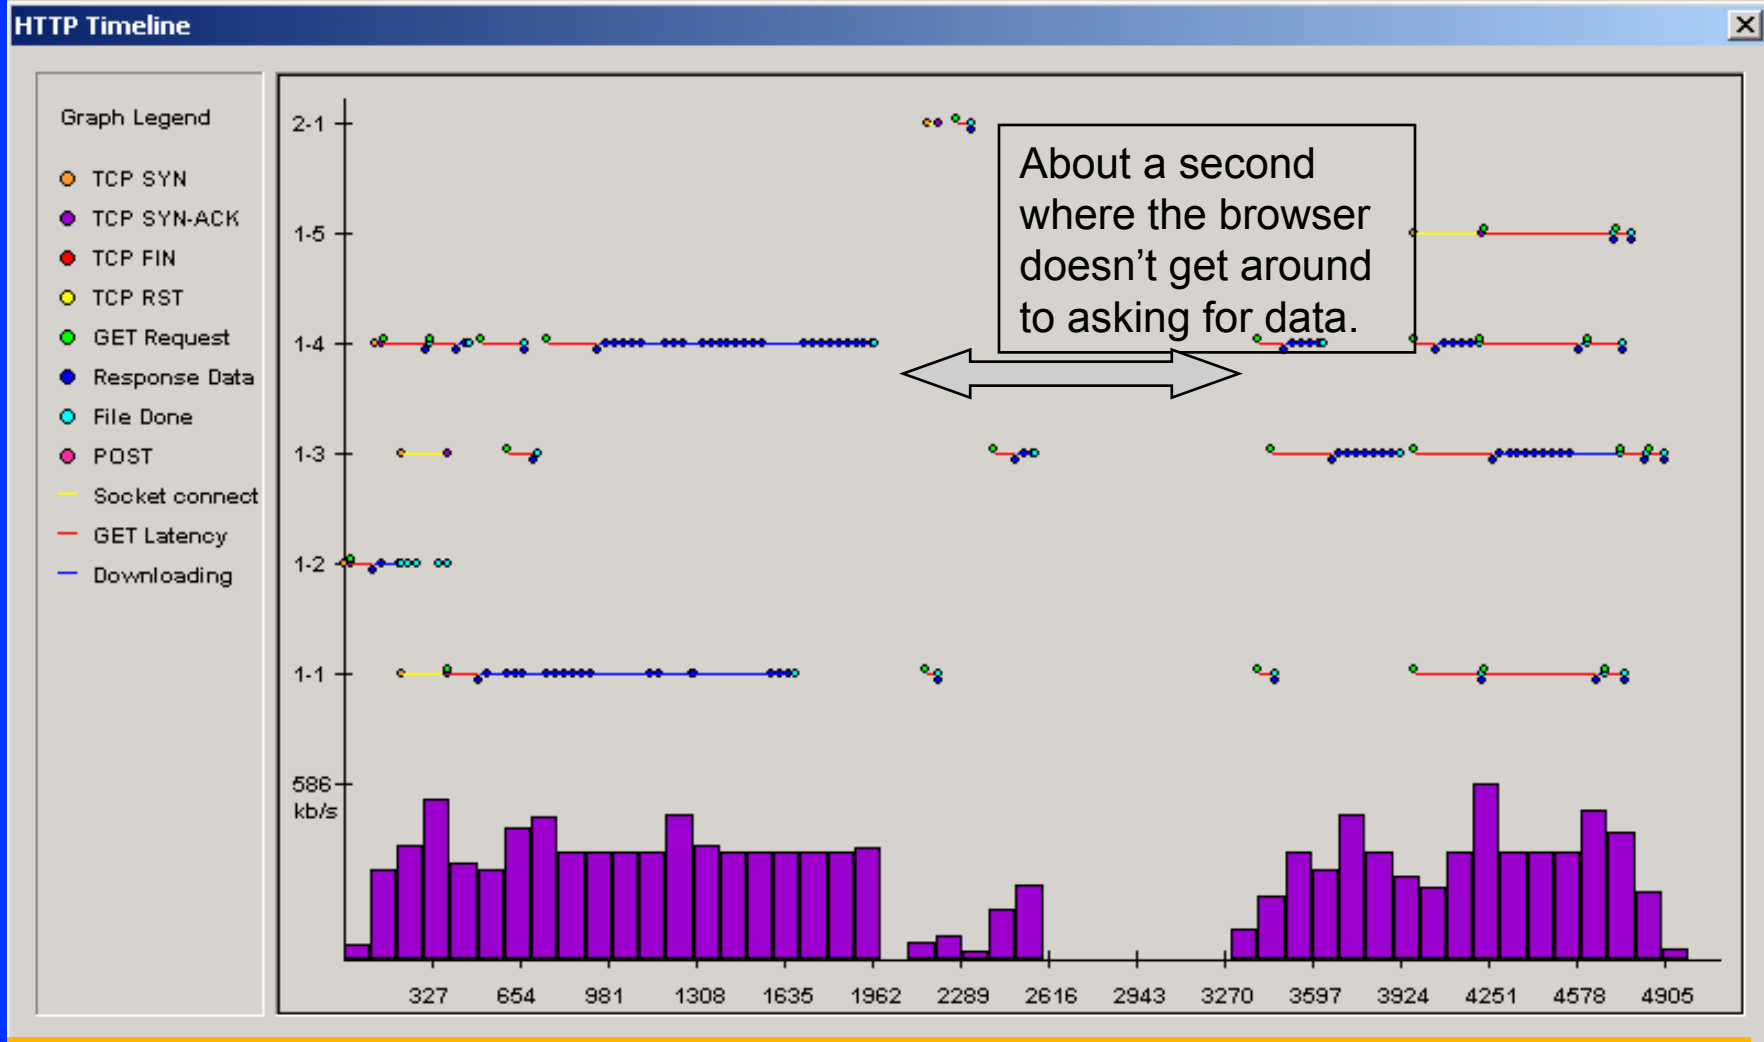 HTTP Timeline
Graph Legend
TCP SYN
TCP SYN-ACK
TCP FIN
TCP RST
GET Request
Response Data
File Done
POST
Socket connect
GET Latency
Downloading
2-1
1-5
1-4
1-3
1-2
1-1
586
kb/s
About a second
where the browser
doesn’t get around
to asking for data.
327 654 981 1308 1635 1962 2289 2616 2943 3270 3597 3924 4251 4578 4905